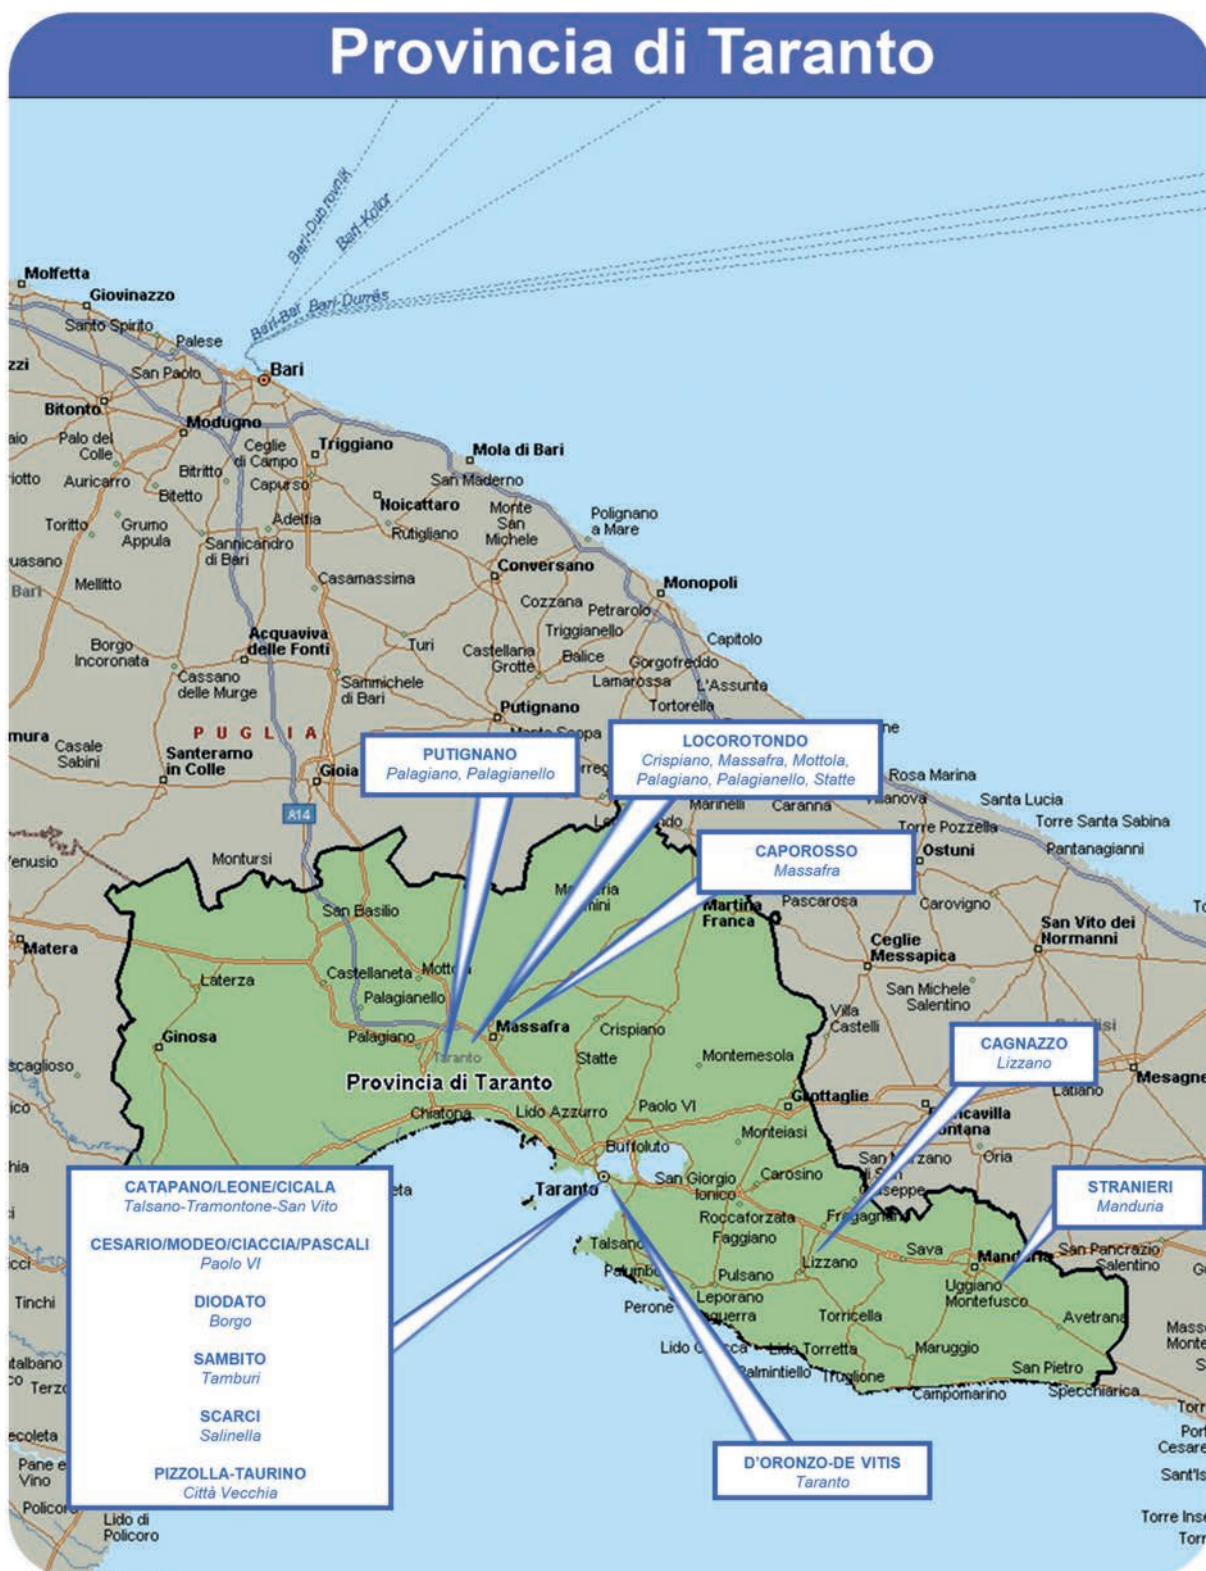 Provincia di Taranto
Bari-Dubrovnik
Bari-Kotor
Bari-Bar Bari-Durrës
Molfetta
Giovinazzo
Santo Spirito
Palese
San Paolo
Bari
Bitonto
Modugno
Palo del
Colle
Ceglie
di Campo
Triggiano
Mola di Bari
Bitritto
Capurso
San Maderno
Auricarro
Bitetto
Noicattaro
Monte
San
Michele
Polignano
a Mare
Toritto
Grumo
Appula
Adelfia
Rutigliano
Sannicandro
di Bari
Mellitto
Bari
Casamassima
Conversano
Monopoli
Cozzana
Petrarolo
Triggianello
Capitolo
Borgo
Incoronata
Acquaviva
delle Fonti
Turi
Castellana
Grotte
Balice
Gorgofreddo
Cassano
delle Murge
Sammichele
di Bari
Lamarossa
L'Assunta
Tortorella
Putignano
PUGLIA
Casale
Sabini
Santeramo
in Colle
Gioia
A14
PUTIGNANO
Palagiano, Palagianello
LOCOROTONDO
Crispiano, Massafra, Mottola,
Palagiano, Palagianello, Statte
Marinelli
Caranna
Rosa Marina
Santa Lucia
Torre Pozzella
Torre Santa Sabina
Ostuni
Pantanagianni
CAPOROSSO
Massafra
Montursi
San Basilio
Martina
Franca
Pascarosa
Carovigno
San Vito dei
Normanni
Matera
Ceglie
Messapica
Laterza
Castellaneta
Palagianello
San Michele
Salentino
Villa
Castelli
Ginosa
Palagiano
Massafra
Crispiano
Taranto
Statte
Montemesola
CAGNAZZO
Lizzano
Mesagne
Latiano
Provincia di Taranto
Chiatona
Lido Azzurro
Paolo VI
Grottaglie
Buffoluto
Monteiasi
Oria
Taranto
San Giorgio
Ionico
Carosino
CATAPANO/LEONE/CICALA
Talsano-Tramontone-San Vito
CESARIO/MODEO/CIACCIA/PASCALI
Paolo VI
DIODATO
Borgo
SAMBITO
Tamburi
SCARCI
Salinella
PIZZOLLA-TAURINO
Città Vecchia
STRANIERI
Manduria
Roccaforzata
Faggiano
Talsano
Lizzano
Sava
Manduria
San Pancrazio
Salentino
Pulsano
Uggiano
Montefusco
Perone
Leporano
Torricella
Avetrana
Lido Torretta
Maruggio
Truglione
San Pietro
Campomarino
Specchiarica
D'ORONZO-DE VITIS
Taranto
Tinchi
Pane e
Vino
Lido di
Policoro